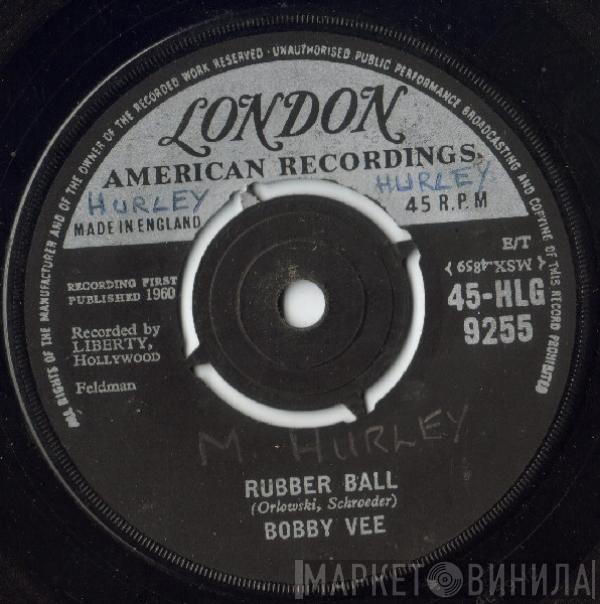 ALL RIGHTS OF THE MANUFACTURER AND OF THE OWNER OF THE RECORDED WORK RESERVED · UNAUTHORISED PUBLIC PERFORMANCE BROADCASTING AND COPYING OF THIS RECORD PROHIBITED
LONDON
AMERICAN RECORDINGS
HURLEY
HURLEY
MADE IN ENGLAND
45 R.P.M
RECORDING FIRST
PUBLISHED 1960
E/T
MSX.4859
45-HLG
9255
Recorded by
LIBERTY,
HOLLYWOOD
Feldman
M. HURLEY
RUBBER BALL
(Orlowski, Schroeder)
BOBBY VEE
МАРКЕТ ВИНИЛА